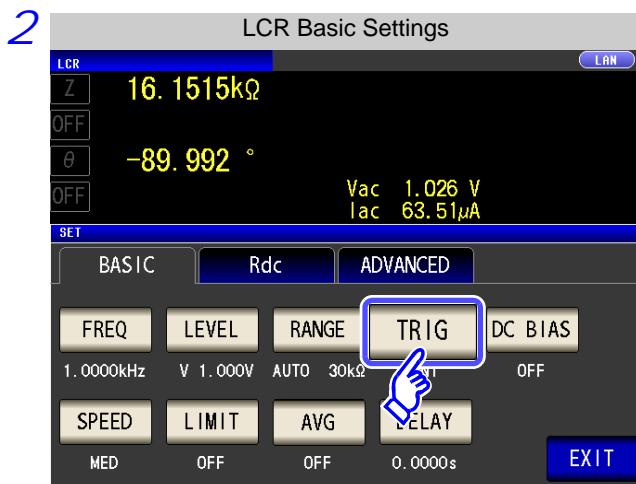 2
LCR Basic Settings
LCR
LAN
Z 16.1515kΩ
OFF
θ -89.992 °
OFF
Vac 1.026 V
Iac 63.51μA
SET
BASIC Rdc ADVANCED
FREQ LEVEL RANGE TRIG DC BIAS
1.0000kHz V 1.000V AUTO 30kΩ OFF
SPEED LIMIT AVG DELAY
MED OFF OFF 0.0000s
EXIT